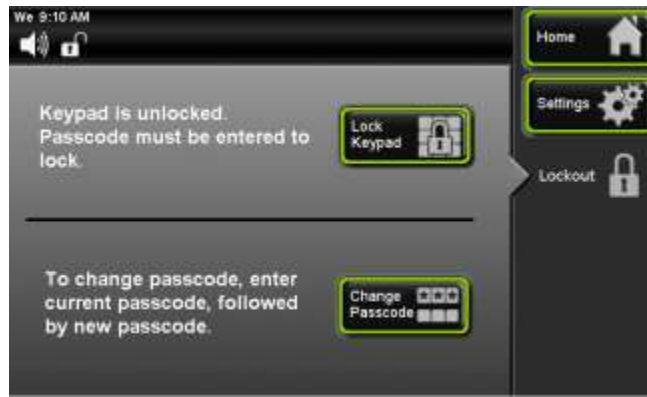 We 9:10 AM
Home
Keypad is unlocked.
Passcode must be entered to
lock.
Lock
Keypad
Settings
Lockout
To change passcode, enter
current passcode, followed
by new passcode.
Change
Passcode